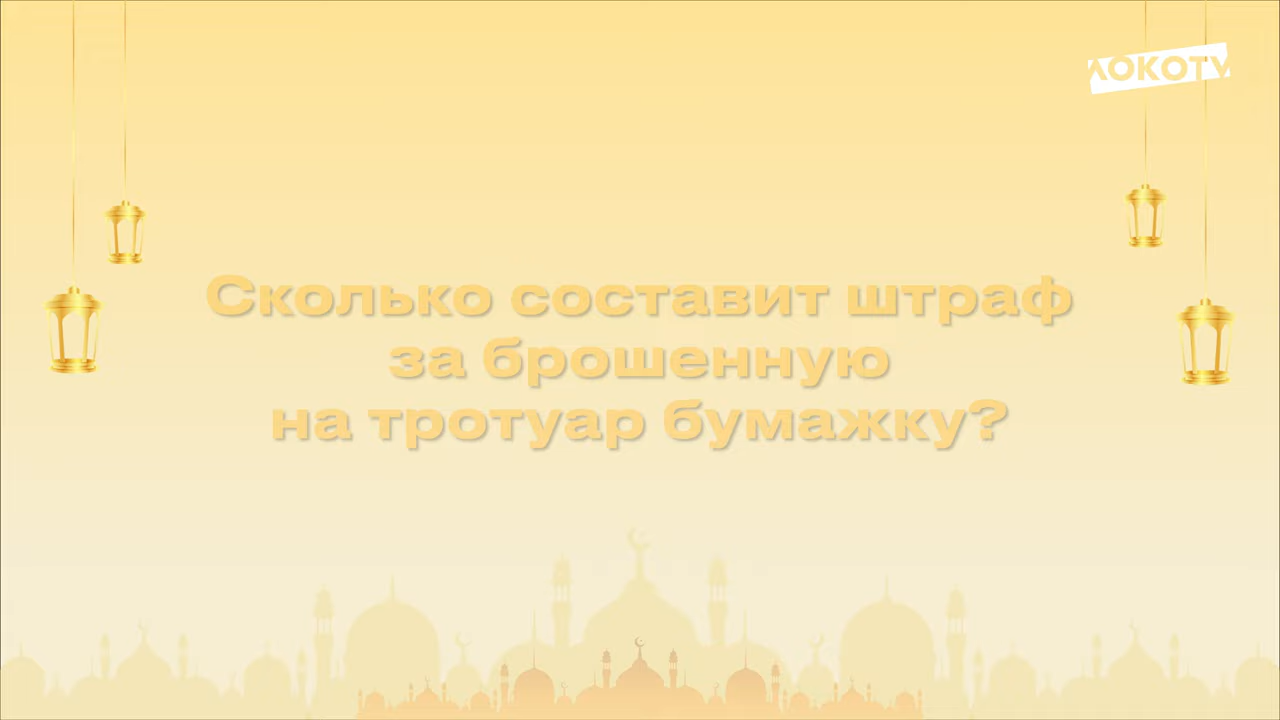 ЛОКОТV
Сколько составит штраф
за брошенную
на тротуар бумажку?